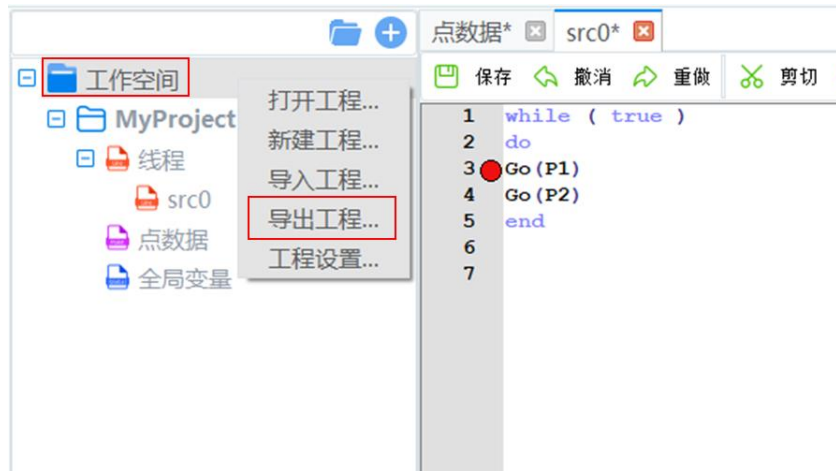 点数据* src0*
保存 撤消 重做 剪切
工作空间
MyProject
线程
src0
点数据
全局变量
打开工程...
新建工程...
导入工程...
导出工程...
工程设置...
1 while ( true )
2 do
3 Go(P1)
4 Go(P2)
5 end
6
7